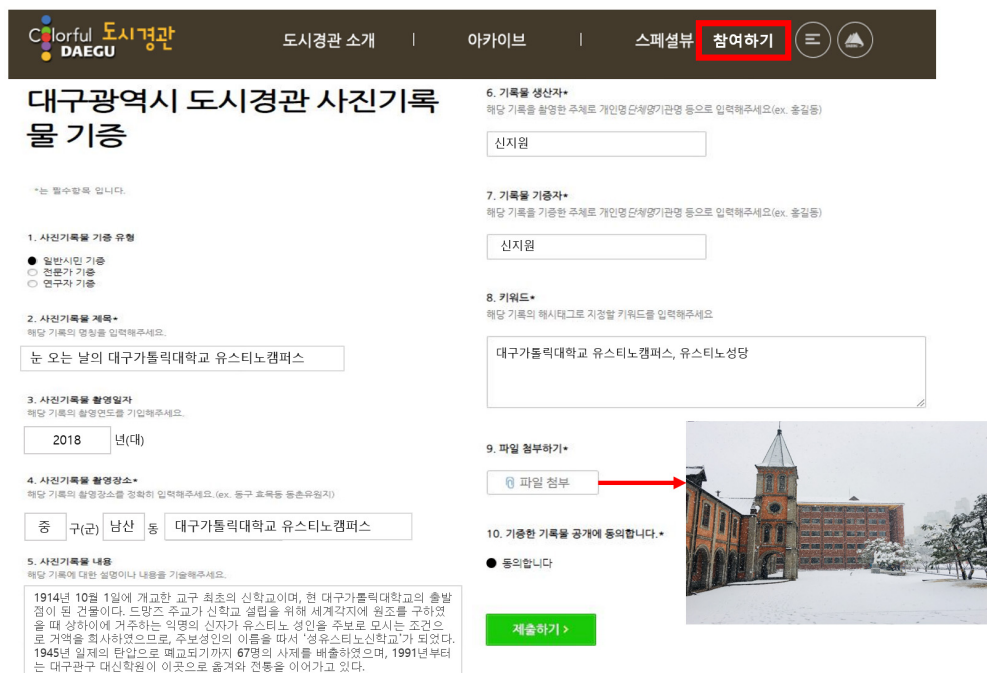 Colorful 도시경관
DAEGU
도시경관 소개
아카이브
스페셜뷰
참여하기
대구광역시 도시경관 사진기록
물 기증
*는 필수항목 입니다.
1. 사진기록물 기증 유형
일반시민 기증
전문가 기증
연구자 기증
2. 사진기록물 제목*
해당 기록의 명칭을 입력해주세요.
눈 오는 날의 대구가톨릭대학교 유스티노캠퍼스
3. 사진기록물 촬영일자
해당 기록의 촬영연도를 기입해주세요.
2018 년(대)
4. 사진기록물 촬영장소*
해당 기록의 촬영장소를 정확히 입력해주세요.(ex. 동구 효목동 동촌유원지)
중 구(군) 남산 동 대구가톨릭대학교 유스티노캠퍼스
5. 사진기록물 내용
해당 기록에 대한 설명이나 내용을 기술해주세요.
1914년 10월 1일에 개교한 교구 최초의 신학교이며, 현 대구가톨릭대학교의 출발
점이 된 건물이다. 드망즈 주교가 신학교 설립을 위해 세계각지에 원조를 구하였
을 때 상하이에 거주하는 익명의 신자가 유스티노 성인을 주보로 모시는 조건으
로 거액을 희사하였으므로, 주보성인의 이름을 따서 '성유스티노신학교'가 되었다.
1945년 일제의 탄압으로 폐교되기까지 67명의 사제를 배출하였으며, 1991년부터
는 대구관구 대신학원이 이곳으로 옮겨와 전통을 이어가고 있다.
6. 기록물 생산자*
해당 기록을 촬영한 주체로 개인명단체명기관명 등으로 입력해주세요(ex. 홍길동)
신지원
7. 기록물 기증자*
해당 기록을 기증한 주체로 개인명단체명기관명 등으로 입력해주세요(ex. 홍길동)
신지원
8. 키워드*
해당 기록의 해시태그로 지정할 키워드를 입력해주세요
대구가톨릭대학교 유스티노캠퍼스, 유스티노성당
9. 파일 첨부하기*
파일 첨부
10. 기증한 기록물 공개에 동의합니다.*
동의합니다
제출하기 >